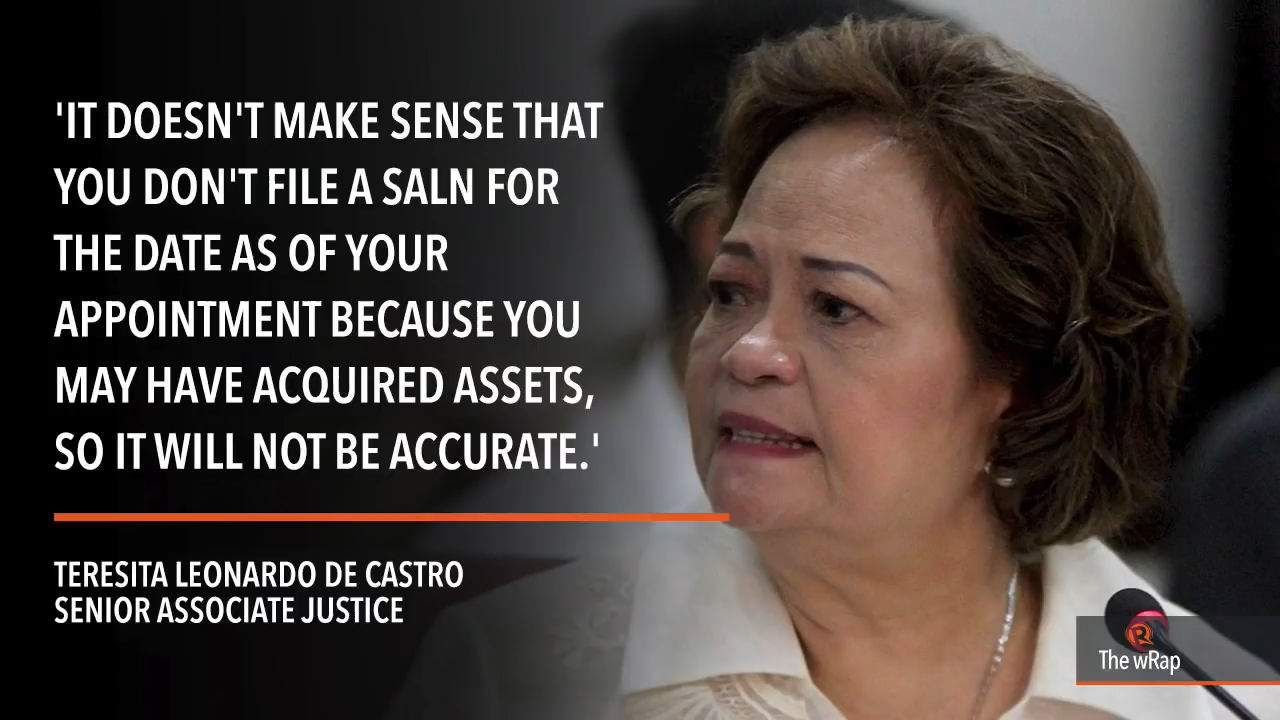 'IT DOESN'T MAKE SENSE THAT
YOU DON'T FILE A SALN FOR
THE DATE AS OF YOUR
APPOINTMENT BECAUSE YOU
MAY HAVE ACQUIRED ASSETS,
SO IT WILL NOT BE ACCURATE.'
TERESITA LEONARDO DE CASTRO
SENIOR ASSOCIATE JUSTICE
R
The wRap